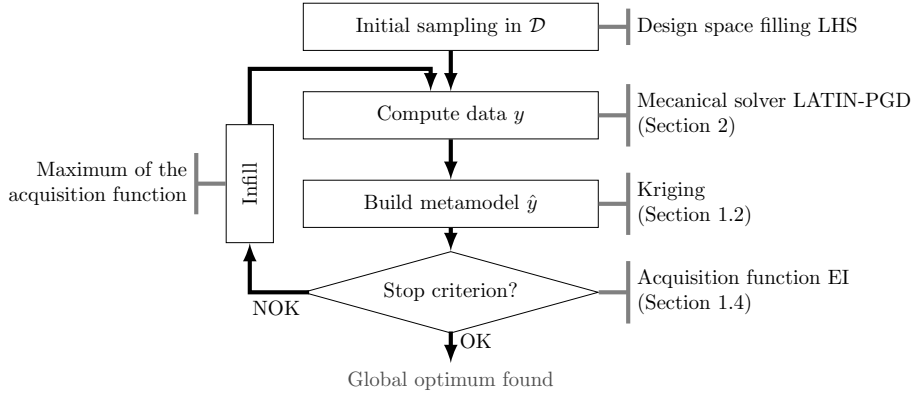 Initial sampling in 𝒟
Design space filling LHS
Compute data y
Mecanical solver LATIN-PGD
(Section 2)
Maximum of the
acquisition function
Infill
Build metamodel ŷ
Kriging
(Section 1.2)
Stop criterion?
Acquisition function EI
(Section 1.4)
NOK
OK
Global optimum found